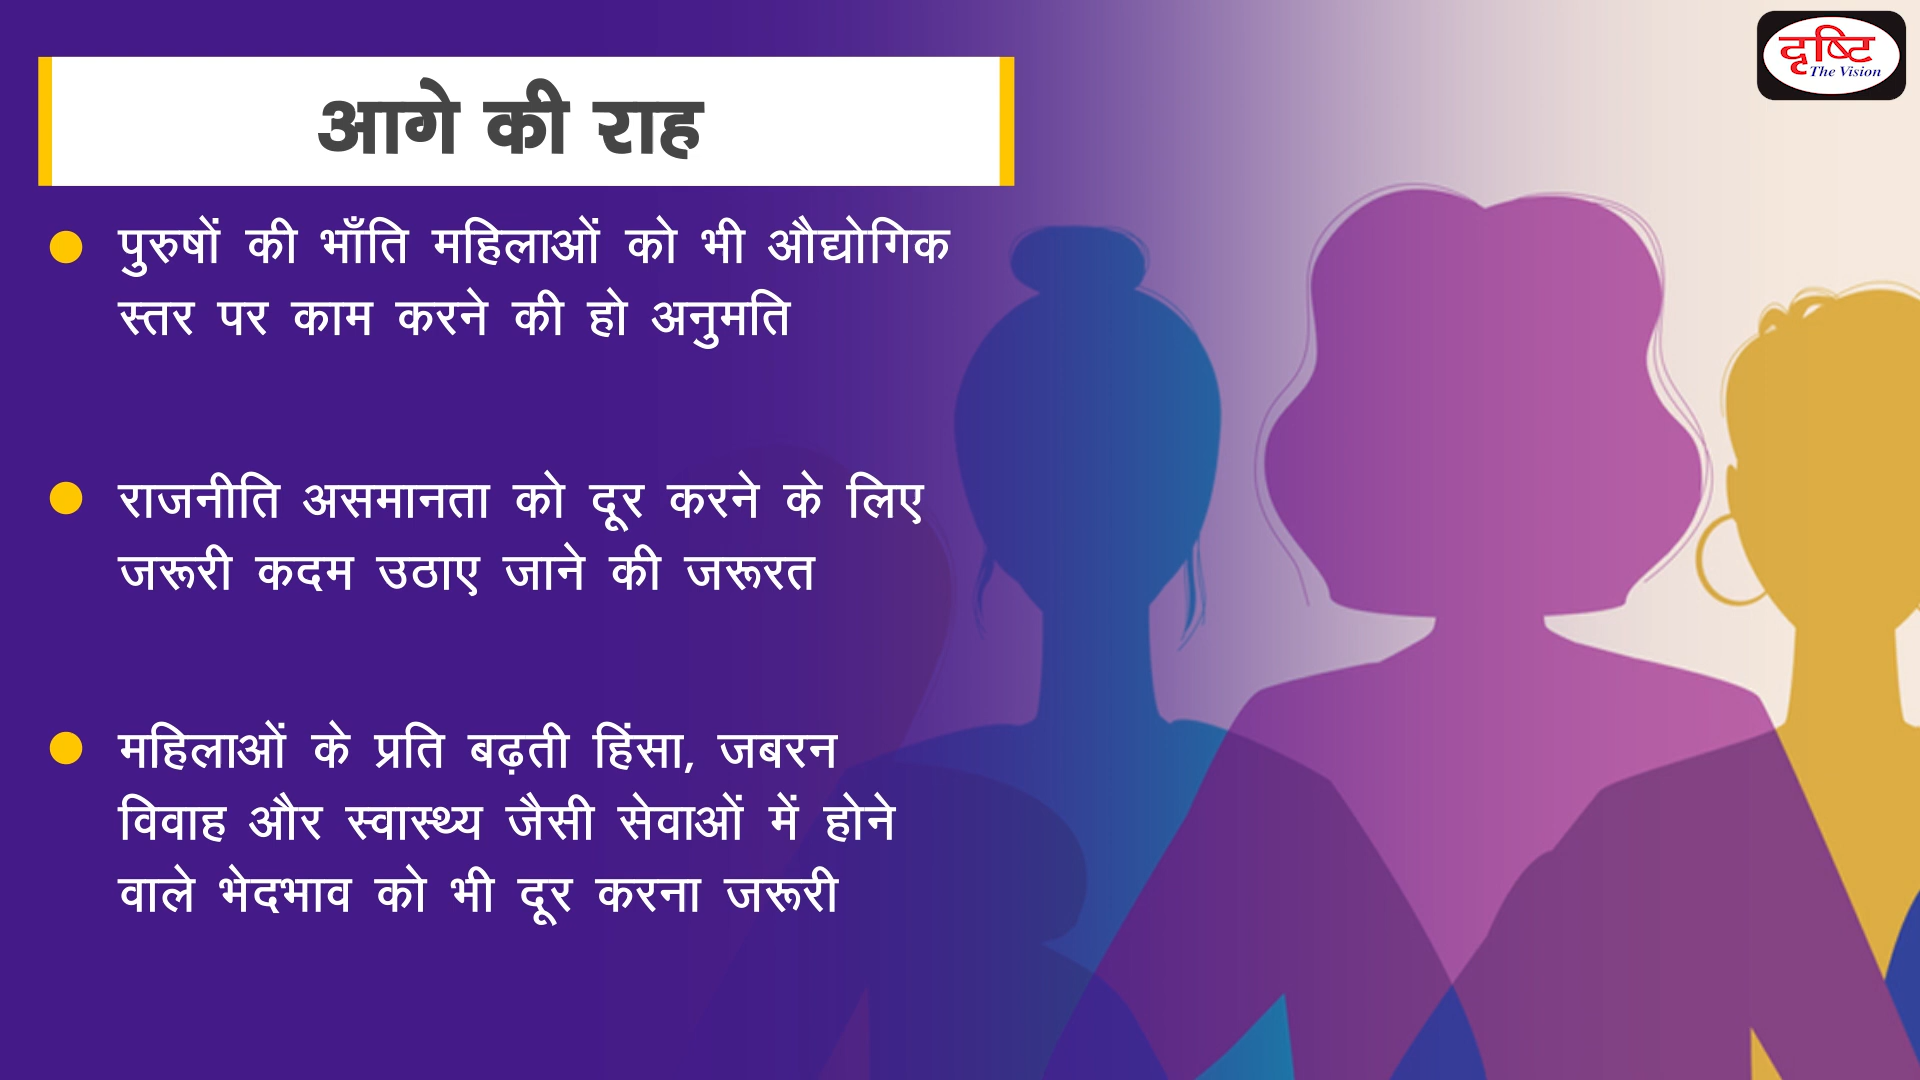 दृष्टि
The Vision
आगे की राह
पुरुषों की भाँति महिलाओं को भी औद्योगिक
स्तर पर काम करने की हो अनुमति
राजनीति असमानता को दूर करने के लिए
जरूरी कदम उठाए जाने की जरूरत
महिलाओं के प्रति बढ़ती हिंसा, जबरन
विवाह और स्वास्थ्य जैसी सेवाओं में होने
वाले भेदभाव को भी दूर करना जरूरी